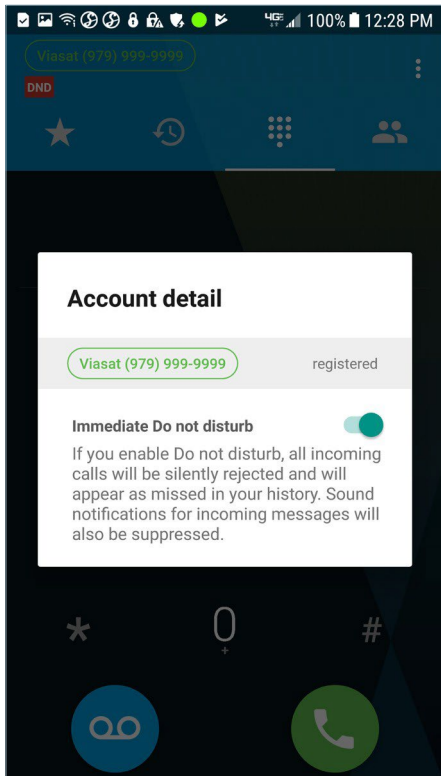 4G 100% 12:28 PM
Viasat (979) 999-9999
DND
Account detail
Viasat (979) 999-9999 registered
Immediate Do not disturb
If you enable Do not disturb, all incoming
calls will be silently rejected and will
appear as missed in your history. Sound
notifications for incoming messages will
also be suppressed.
* 0 #
+